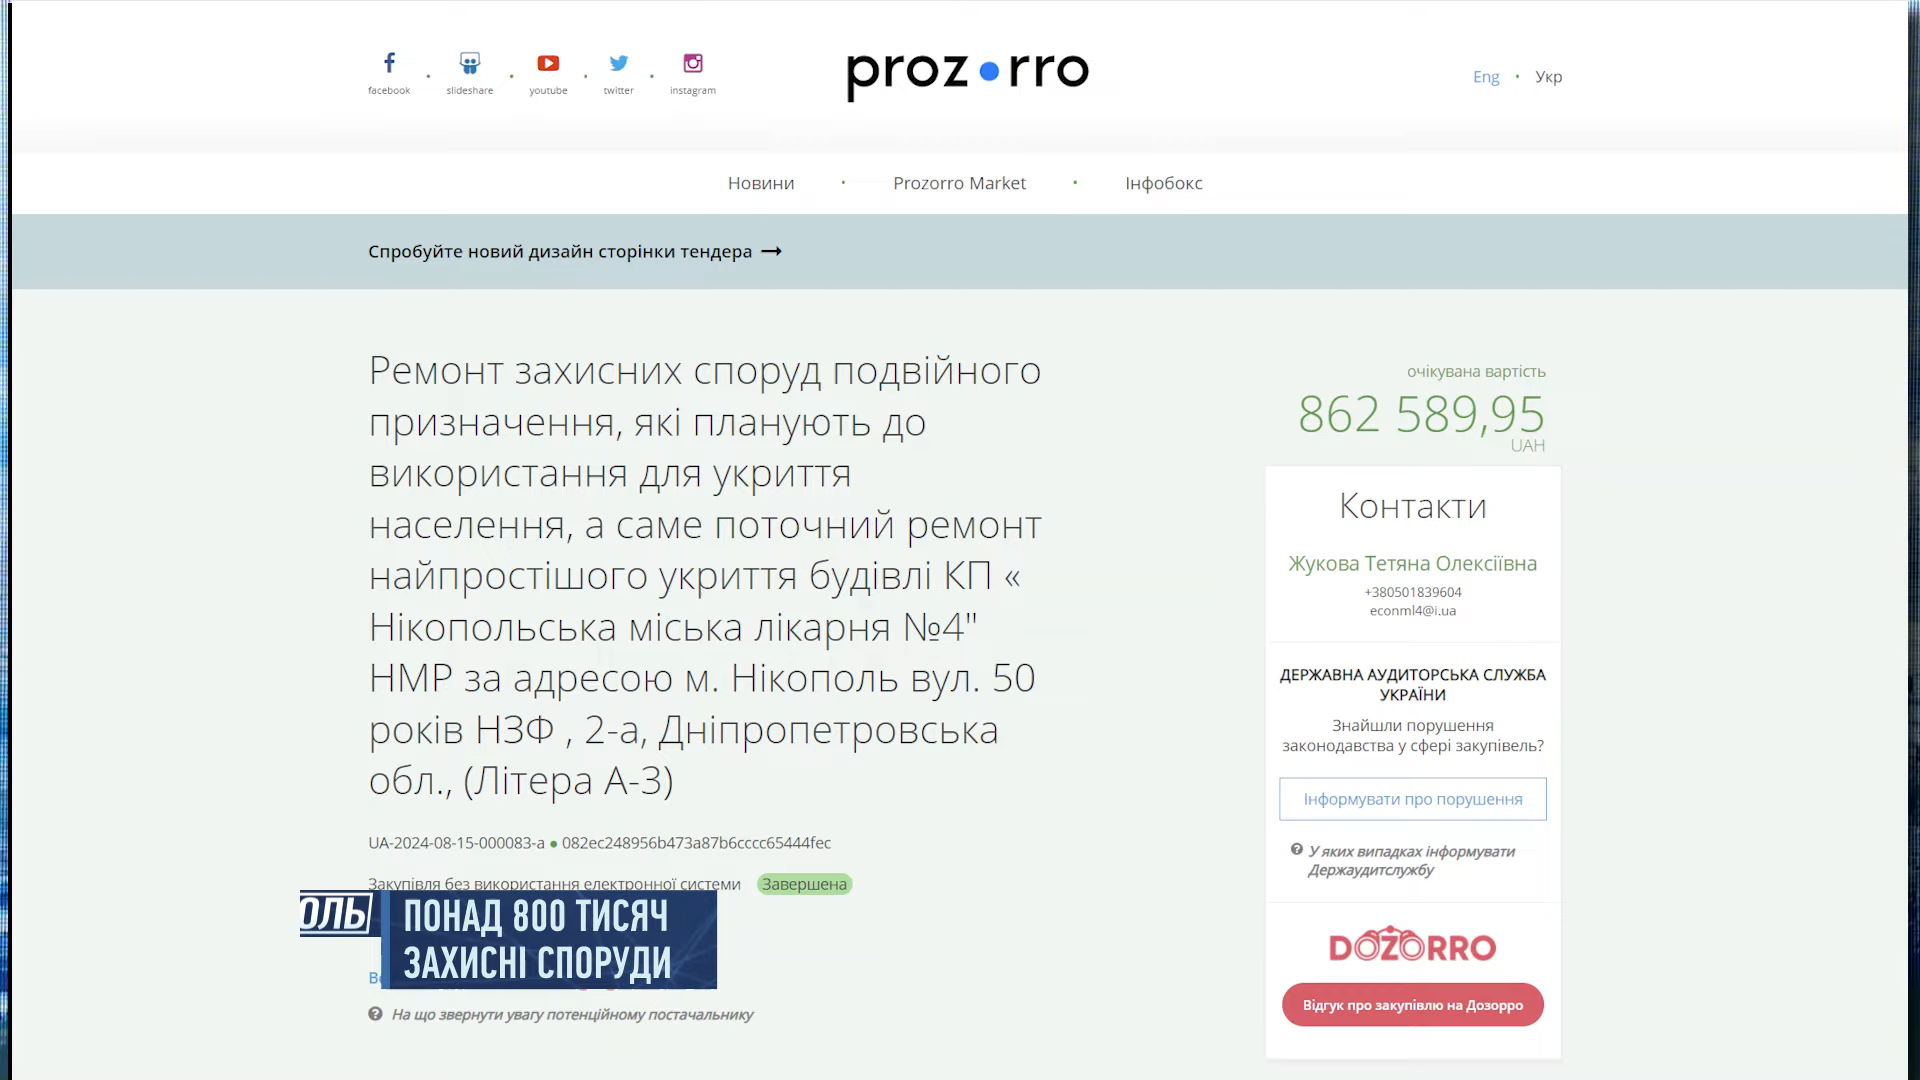 facebook
slideshare
youtube
twitter
instagram
prozorro
Eng • Укр
Новини
Prozorro Market
Інфобокс
Спробуйте новий дизайн сторінки тендера →
Ремонт захисних споруд подвійного
призначення, які планують до
використання для укриття
населення, а саме поточний ремонт
найпростішого укриття будівлі КП «
Нікопольська міська лікарня №4"
НМР за адресою м. Нікополь вул. 50
років НЗФ , 2-а, Дніпропетровська
обл., (Літера А-3)
UA-2024-08-15-000083-a ● 082ec248956b473a87b6cccc65444fec
Закупівля без використання електронної системи Завершена
ОЛЬ
ПОНАД 800 ТИСЯЧ
ЗАХИСНІ СПОРУДИ
На що звернути увагу потенційному постачальнику
очікувана вартість
862 589,95
UAH
Контакти
Жукова Тетяна Олексіївна
+380501839604
econml4@i.ua
ДЕРЖАВНА АУДИТОРСЬКА СЛУЖБА
УКРАЇНИ
Знайшли порушення
законодавства у сфері закупівель?
Інформувати про порушення
У яких випадках інформувати
Держаудитслужбу
DOZORRO
Відгук про закупівлю на Дозорро